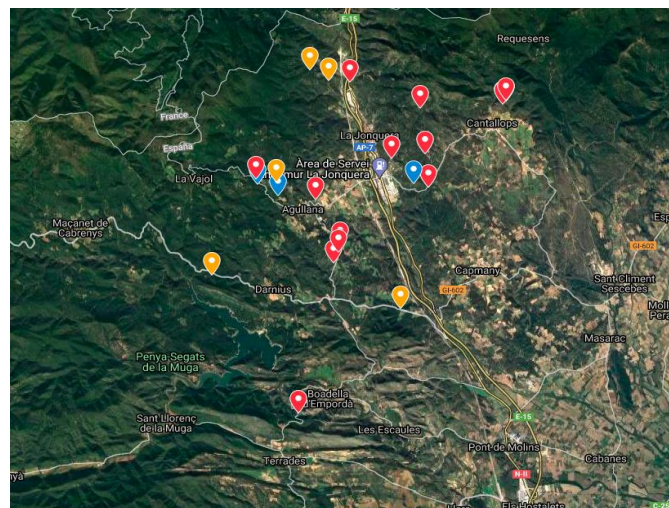 E-15
Requesens
France
España
La Jonquera
Cantallops
AP-7
Àrea de Servei
La Jonquera
La Vajol
Agullana
Maçanet de
Cabrenys
GI-602
Capmany
Sant Climent
Sescebes
Darnius
GI-602
Masarac
Penya-Segats
de la Muga
Boadella
d'Empordà
Sant Llorenç
de la Muga
Les Escaules
E-15
Pont de Molins
Terrades
Cabanes
N-II
Els Hostalets